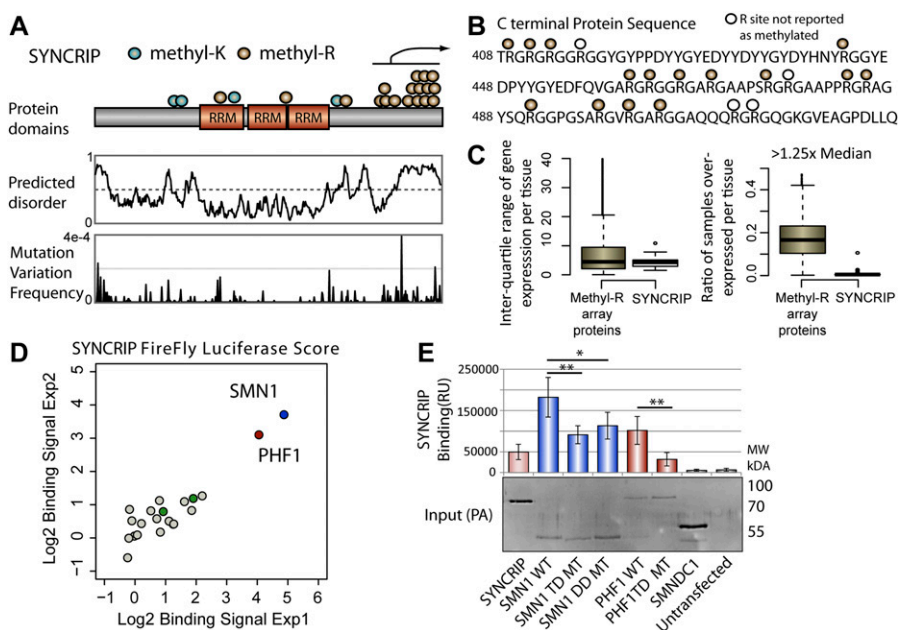 A
SYNCRIP
methyl-K
methyl-R
Protein
domains
RRM
RRM
RRM
Predicted
disorder
1
0
Mutation
Variation
Frequency
4e-4
0
B
C terminal Protein Sequence
R site not reported
as methylated
408 TRGRGRGGRGGYGYPPDYYGYEDYYDYYGYDYHNYRGGYE
448 DPYYGYEDFQVGARGRGGRGARGAAPSRGRGAAPPRGRAG
488 YSQRGGPGSARGVRGARGGAQQQRGRGQGKGVEAGPDLLQ
C
Inter-quartile range of gene
expresssion per tissue
0 10 20 30 40
Methyl-R
array
proteins
SYNCRIP
>1.25x Median
Ratio of samples over-
expressed per tissue
0.0 0.2 0.4
Methyl-R
array
proteins
SYNCRIP
D
SYNCRIP FireFly Luciferase Score
Log2 Binding Signal Exp2
−1 0 1 2 3 4 5
SMN1
PHF1
−1 0 1 2 3 4 5 6
Log2 Binding Signal Exp1
E
SYNCRIP
Binding(RU)
250000
150000
50000
0
*
**
**
MW
kDA
100
70
55
Input (PA)
SYNCRIP
SMN1 WT
SMN1 TD MT
SMN1 DD MT
PHF1 WT
PHF1TD MT
SMNDC1
Untransfected